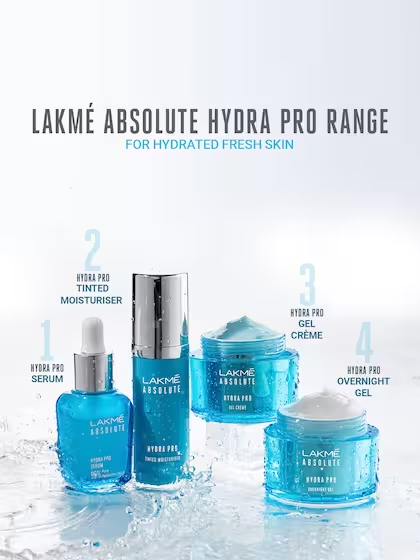 LAKMÉ ABSOLUTE HYDRA PRO RANGE
FOR HYDRATED FRESH SKIN
1
HYDRA PRO
SERUM
2
HYDRA PRO
TINTED
MOISTURISER
3
HYDRA PRO
GEL
CRÈME
4
HYDRA PRO
OVERNIGHT
GEL
LAKMÉ
ABSOLUTE
HYDRA PRO
SERUM
LAKMÉ
ABSOLUTE
HYDRA PRO
TINTED MOISTURISER
LAKMÉ
ABSOLUTE
HYDRA PRO
GEL CRÈME
LAKMÉ
ABSOLUTE
HYDRA PRO
OVERNIGHT GEL